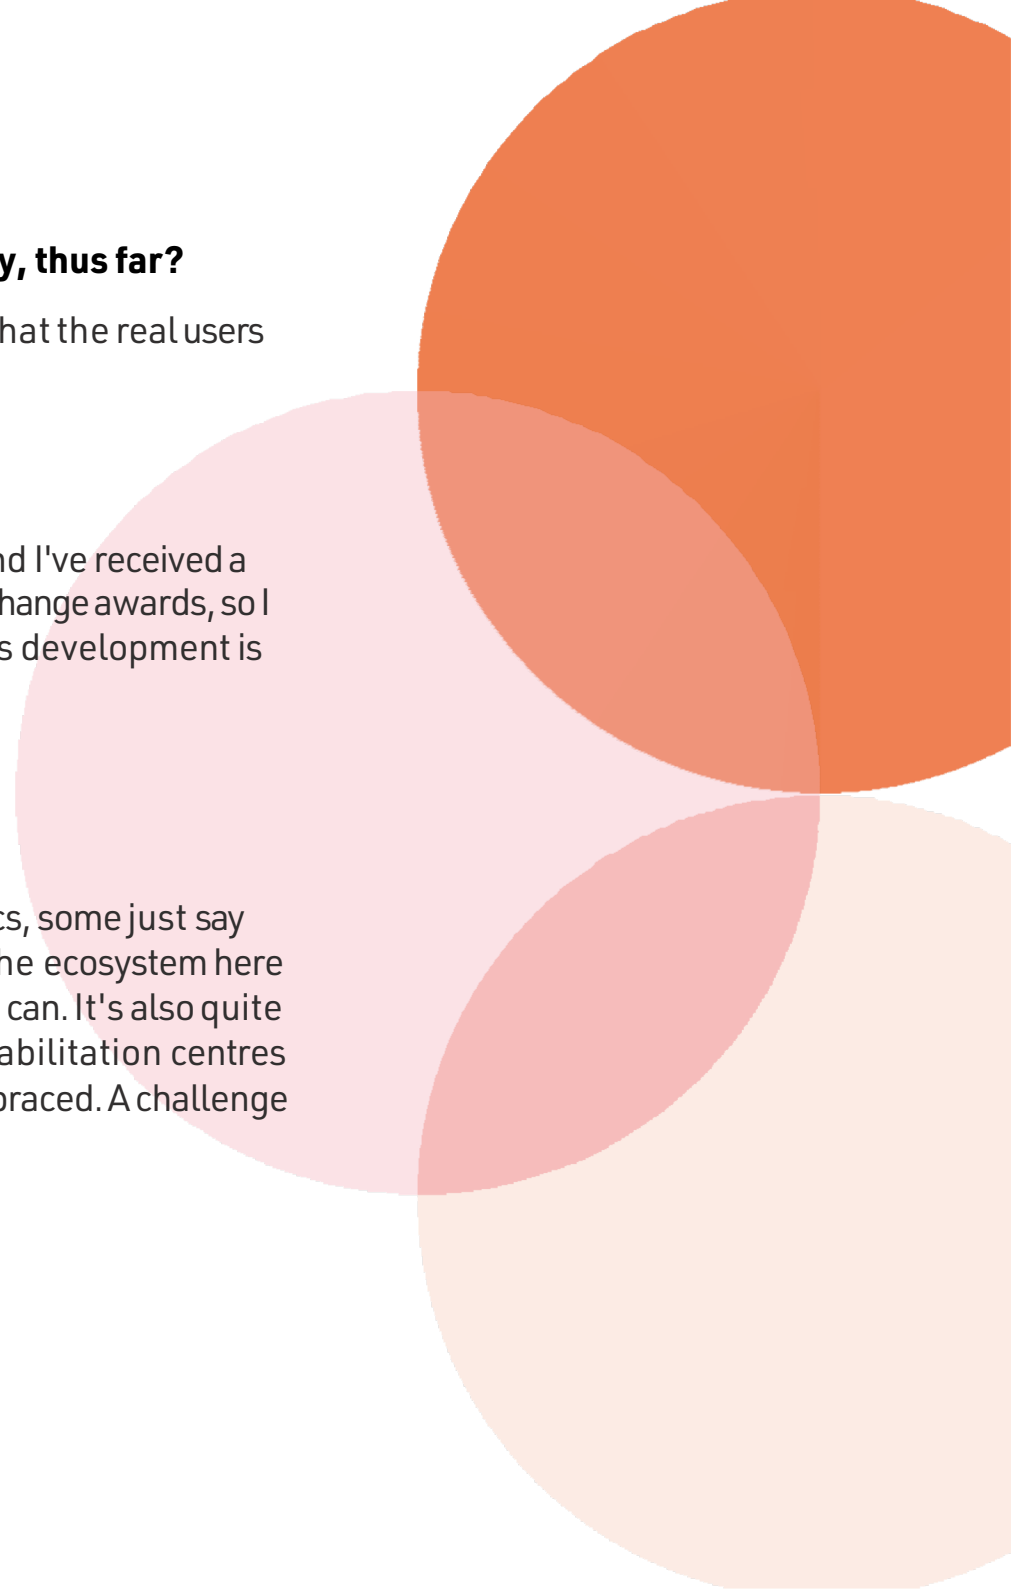 y, thus far?
hat the real users
nd I've received a
hange awards, so I
s development is
cs, some just say
he ecosystem here
can. It's also quite
abilitation centres
braced. A challenge